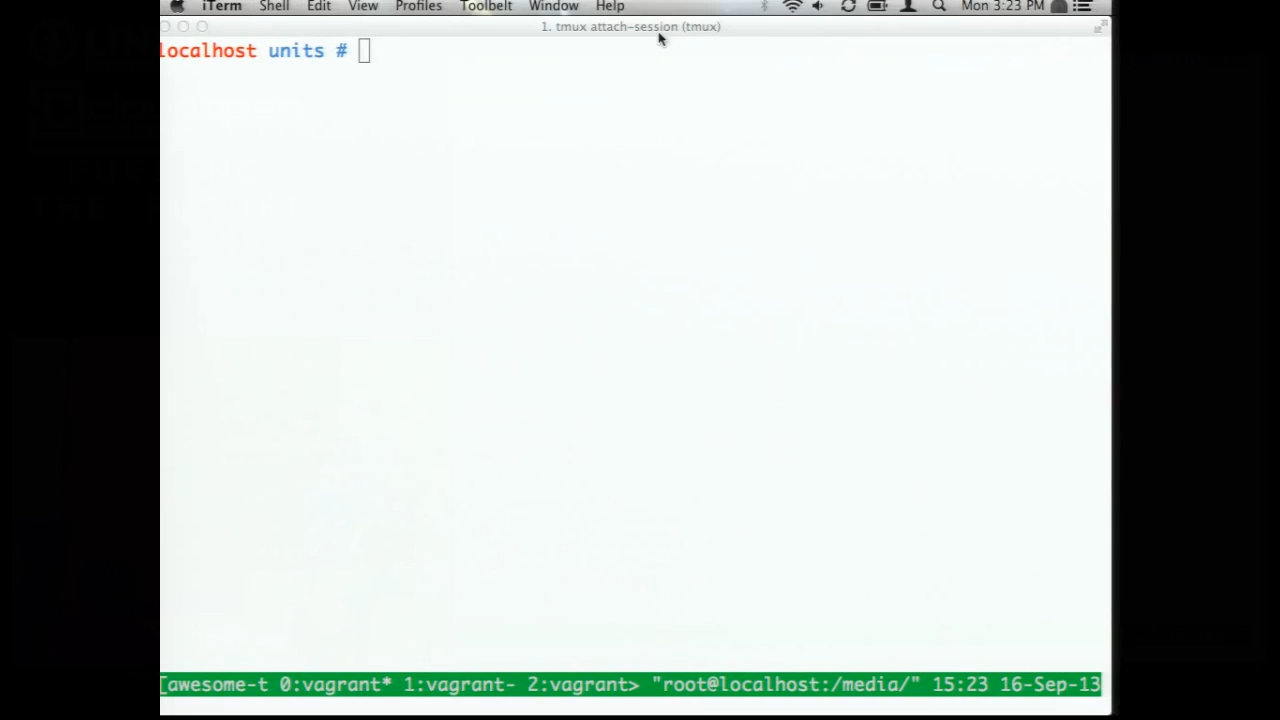 iTerm Shell Edit View Profiles Toolbelt Window Help Mon 3:23 PM
1. tmux attach-session (tmux)
localhost units #
[awesome-t 0:vagrant* 1:vagrant- 2:vagrant> "root@localhost:/media/" 15:23 16-Sep-13